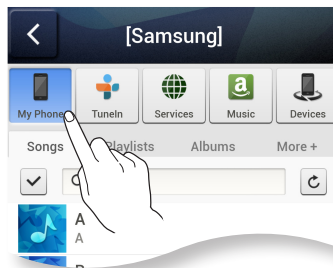 [Samsung]
My Phone TuneIn Services Music Devices
Songs Playlists Albums More +
A
A